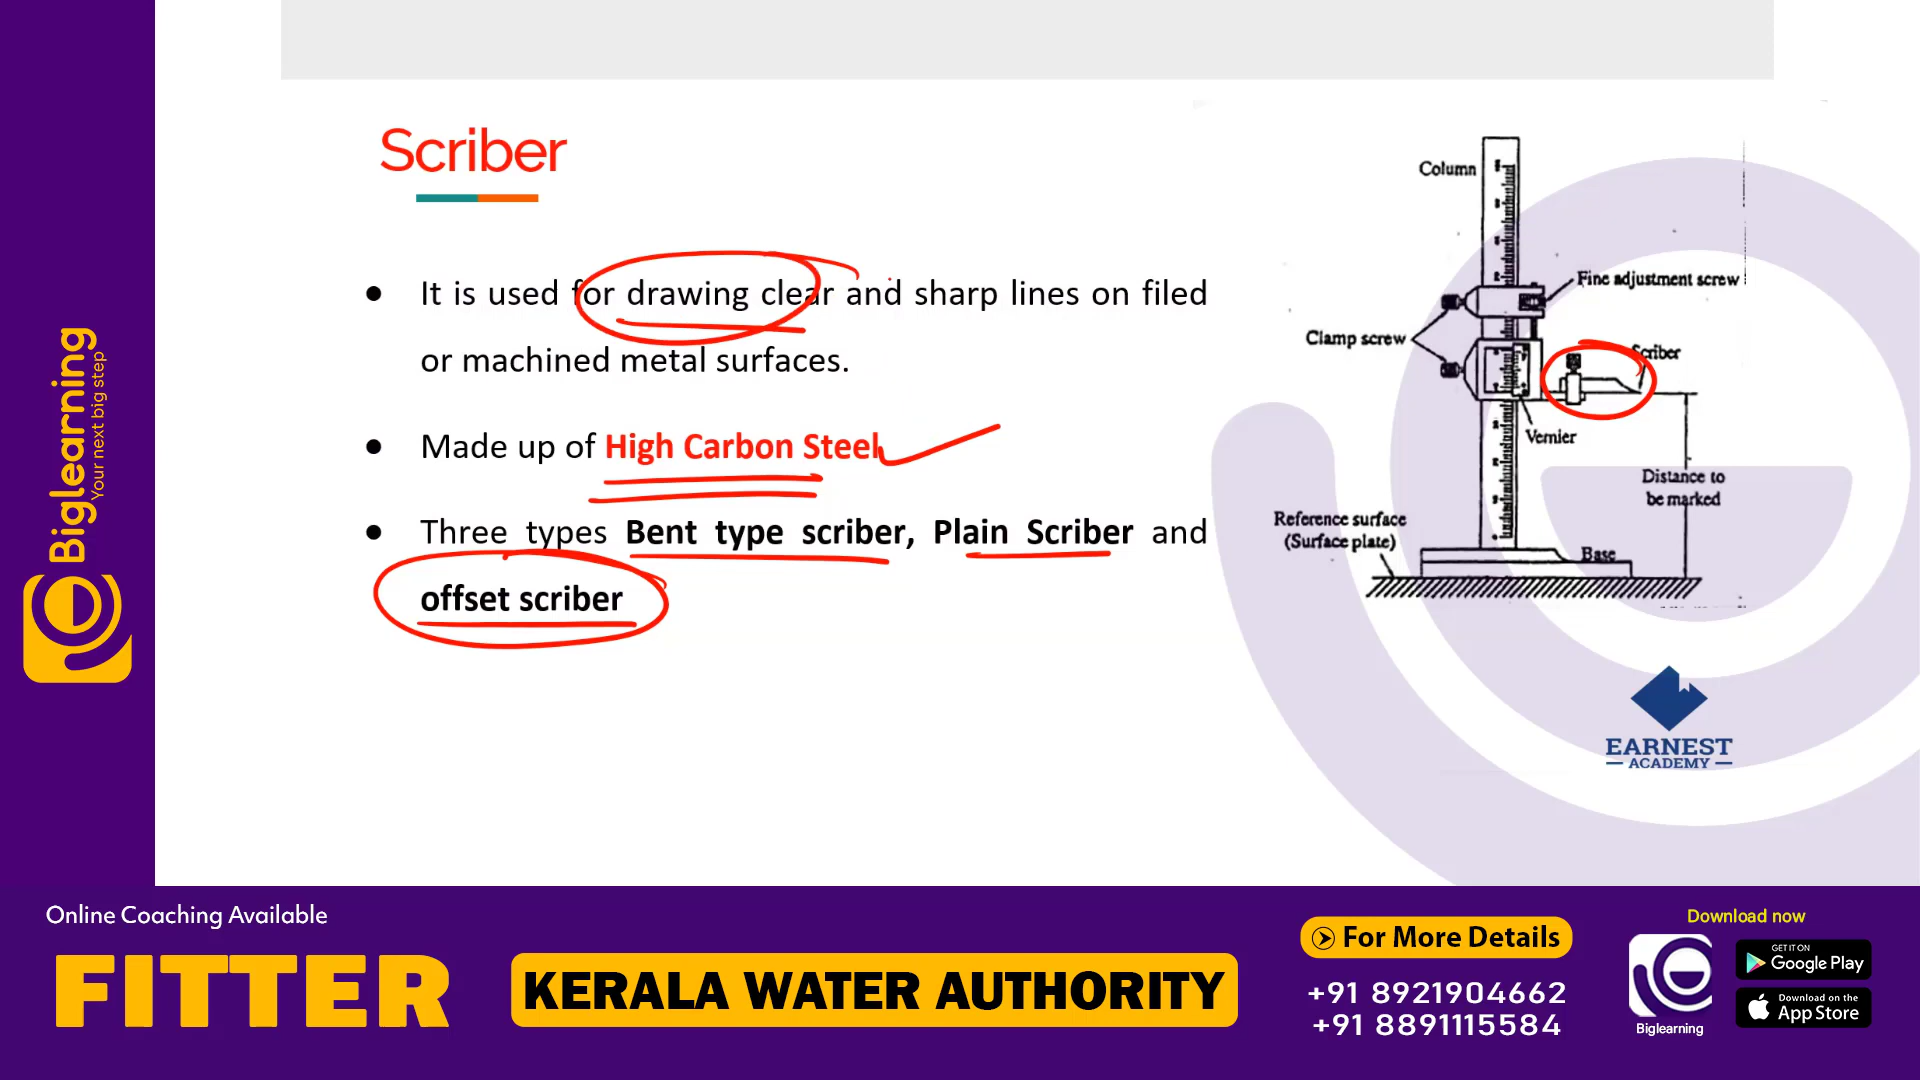 Scriber
● It is used for drawing clear and sharp lines on filed
or machined metal surfaces.
● Made up of High Carbon Steel
● Three types Bent type scriber, Plain Scriber and
offset scriber
Column
Fine adjustment screw
Clamp screw
Scriber
Vernier
Distance to
be marked
Reference surface
(Surface plate)
Base
EARNEST
ACADEMY
Biglearning
Your next big step
Online Coaching Available
FITTER
KERALA WATER AUTHORITY
For More Details
+91 8921904662
+91 8891115584
Download now
Biglearning
GET IT ON
Google Play
Download on the
App Store